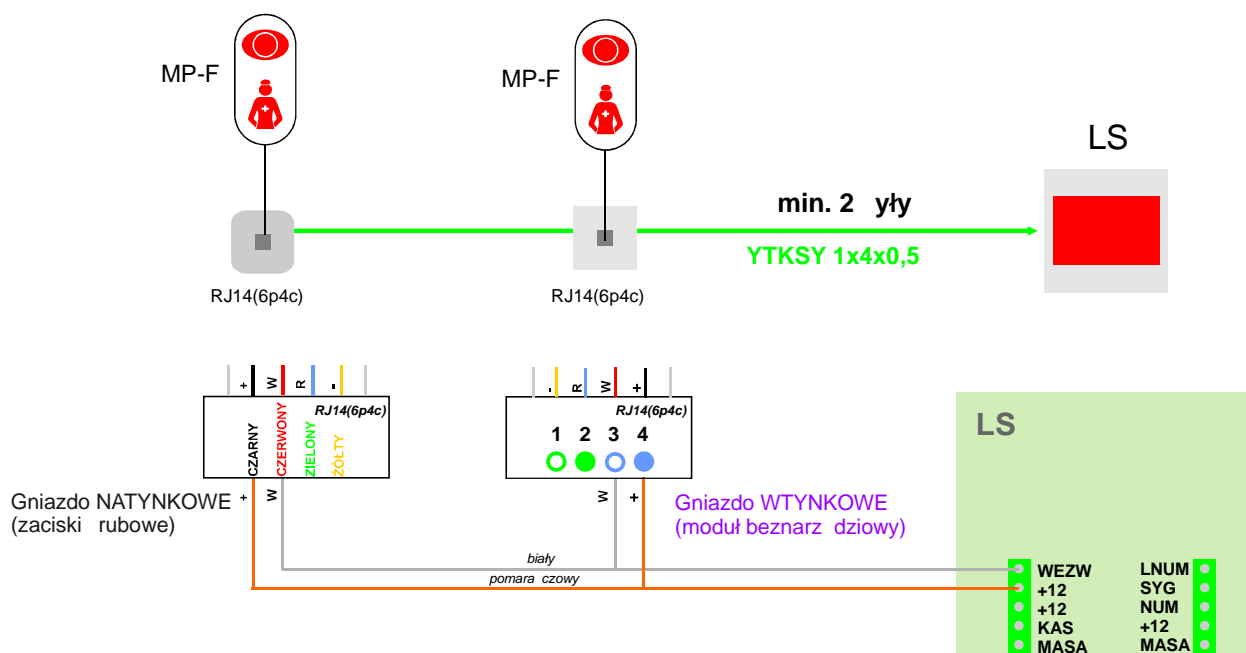 MP-F
MP-F
LS
min. 2 yły
YTKSY 1x4x0,5
RJ14(6p4c)
RJ14(6p4c)
+ W R -
RJ14(6p4c)
CZARNY
CZERWONY
ZIELONY
ŻÓŁTY
+ W
Gniazdo NATYNKOWE
(zaciski rubowe)
- R W +
RJ14(6p4c)
1 2 3 4
W +
Gniazdo WTYNKOWE
(moduł beznarz dziowy)
biały
pomara czowy
LS
WEZW LNUM
+12 SYG
+12 NUM
KAS +12
MASA MASA